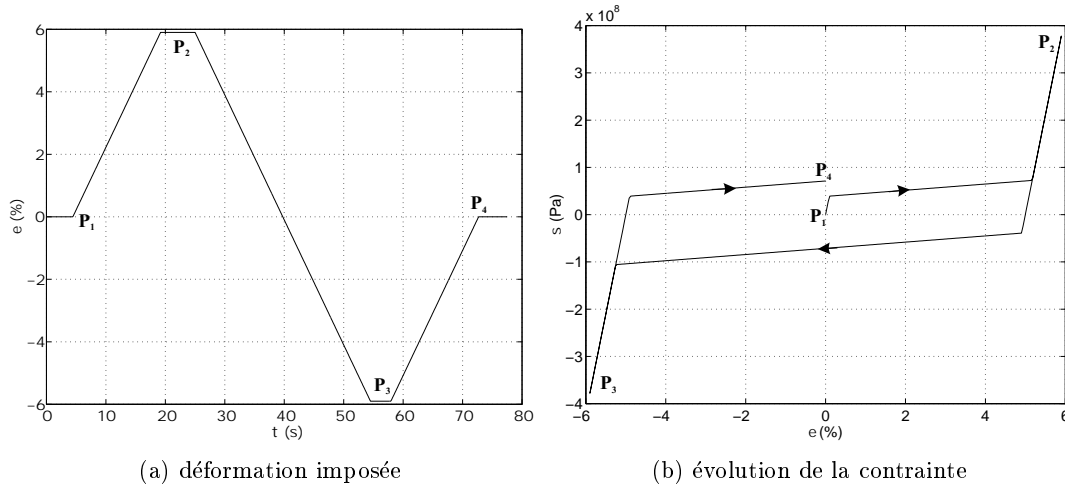 6
4
2
0
−2
−4
−6
e (%)
P₁
P₂
P₃
P₄
0 10 20 30 40 50 60 70 80
t (s)
(a) déformation imposée
4 x 10⁸
3
2
1
0
−1
−2
−3
−4
s (Pa)
P₂
P₄
P₁
P₃
−6 −4 −2 0 2 4 6
e (%)
(b) évolution de la contrainte